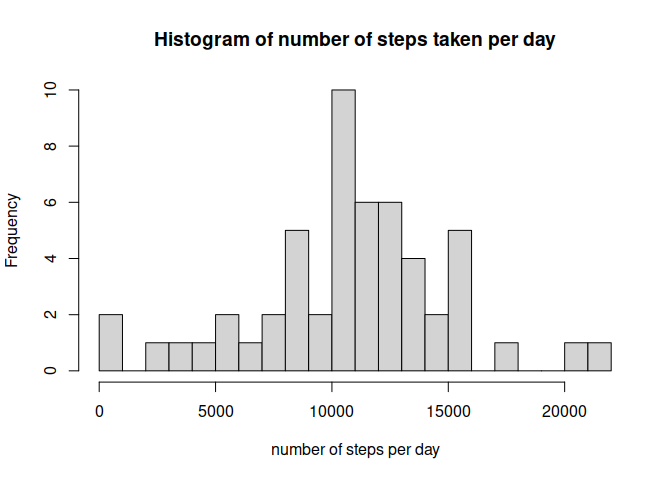 Histogram of number of steps taken per day
Frequency
10
8
6
4
2
0
0 5000 10000 15000 20000
number of steps per day